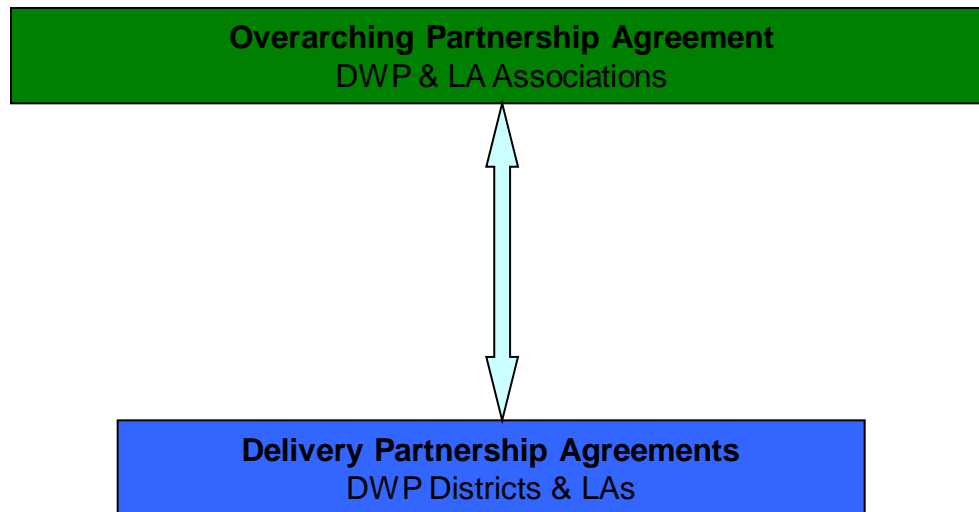 Overarching Partnership Agreement
DWP & LA Associations
Delivery Partnership Agreements
DWP Districts & LAs